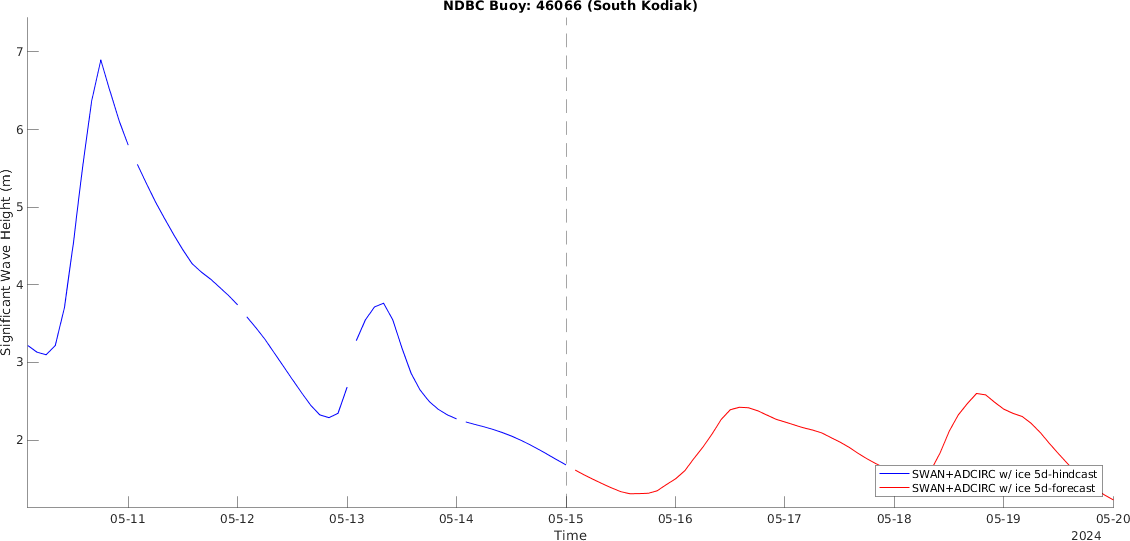 NDBC Buoy: 46066 (South Kodiak)
7
6
5
4
3
2
Significant Wave Height (m)
SWAN+ADCIRC w/ ice 5d-hindcast
SWAN+ADCIRC w/ ice 5d-forecast
05-11 05-12 05-13 05-14 05-15 05-16 05-17 05-18 05-19 05-20
Time
2024